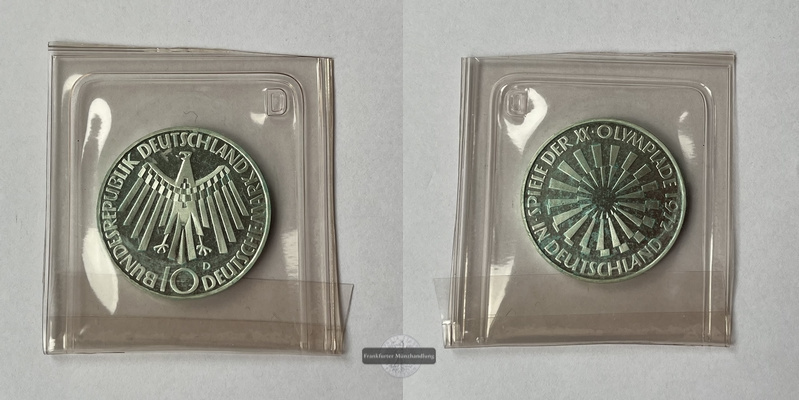 D
BUNDESREPUBLIK DEUTSCHLAND
10
DEUTSCHE MARK
D
D
SPIELE DER XX·OLYMPIADE 1972
IN DEUTSCHLAND
Frankfurter Münzhandlung